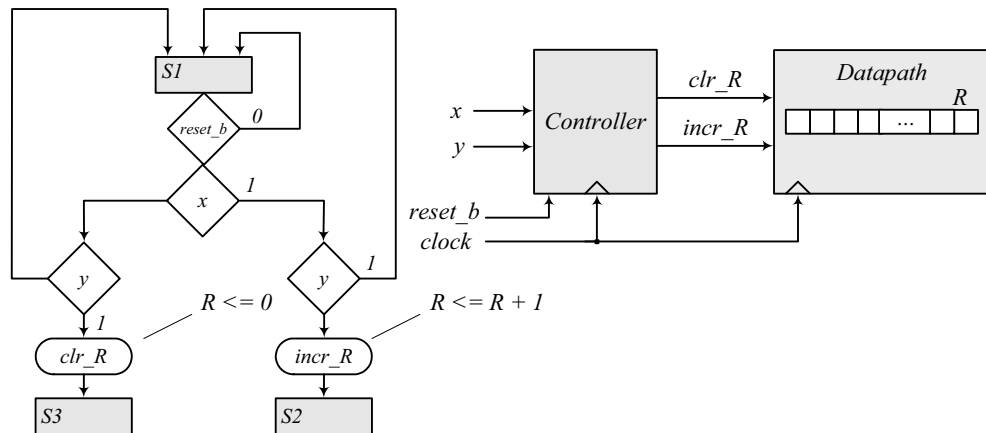 S1
reset_b
0
x
1
y
1
y
1
R <= 0
R <= R + 1
clr_R
incr_R
S3
S2
x
y
reset_b
clock
Controller
clr_R
incr_R
Datapath
R
...